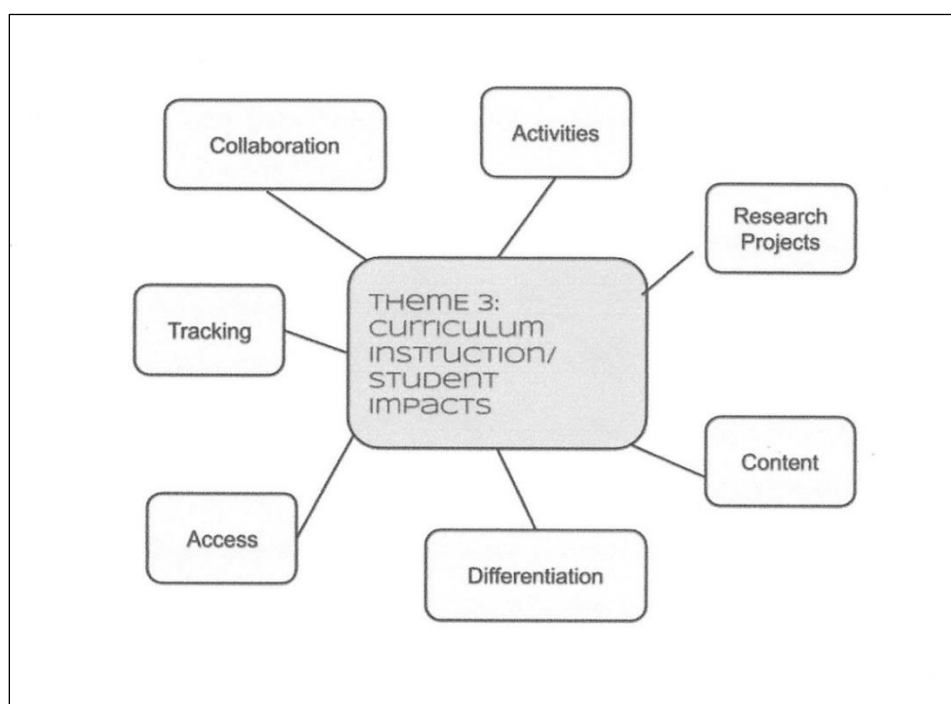 Collaboration
Activities
Research
Projects
Tracking
THEME 3:
CURRICULUM
INSTRUCTION/
STUDENT
IMPACTS
Content
Access
Differentiation